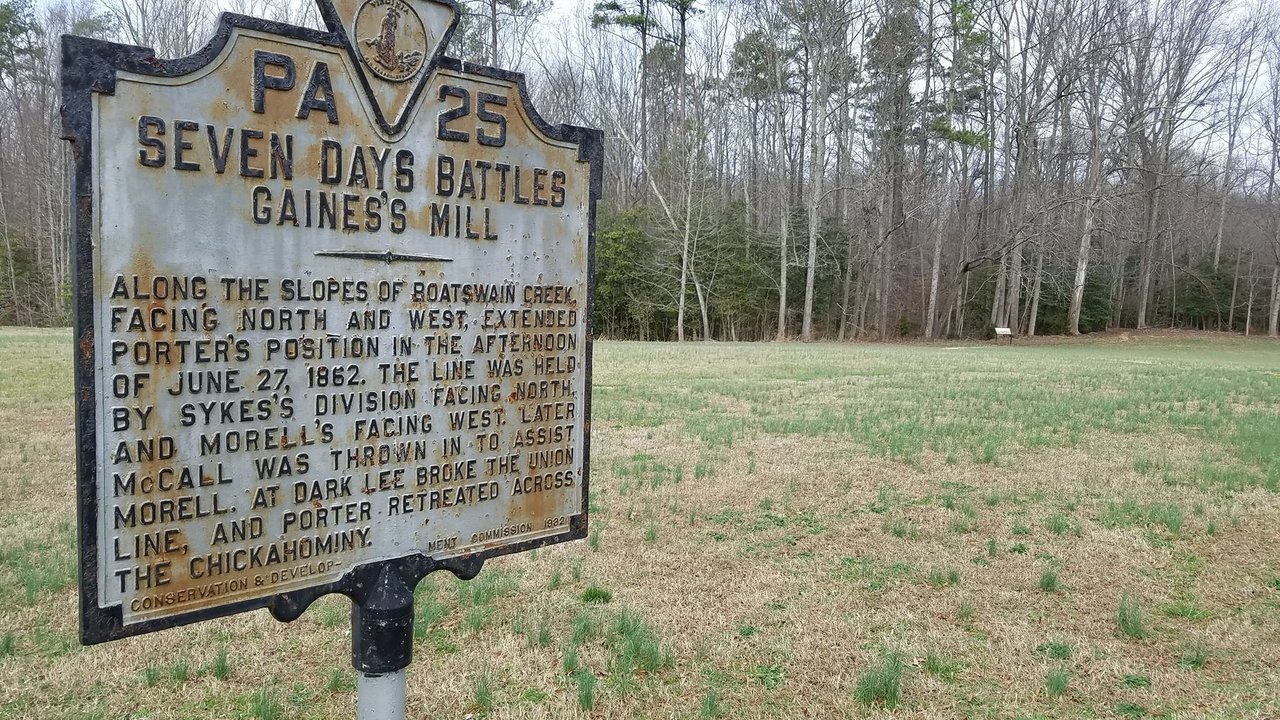 VIRGINIA
PA 25
SEVEN DAYS BATTLES
GAINES'S MILL
ALONG THE SLOPES OF BOATSWAIN CREEK,
FACING NORTH AND WEST, EXTENDED
PORTER'S POSITION IN THE AFTERNOON
OF JUNE 27, 1862. THE LINE WAS HELD
BY SYKES'S DIVISION FACING NORTH,
AND MORELL'S FACING WEST. LATER
McCALL WAS THROWN IN TO ASSIST
MORELL. AT DARK LEE BROKE THE UNION
LINE, AND PORTER RETREATED ACROSS
THE CHICKAHOMINY.
CONSERVATION & DEVELOP- MENT COMMISSION 1932